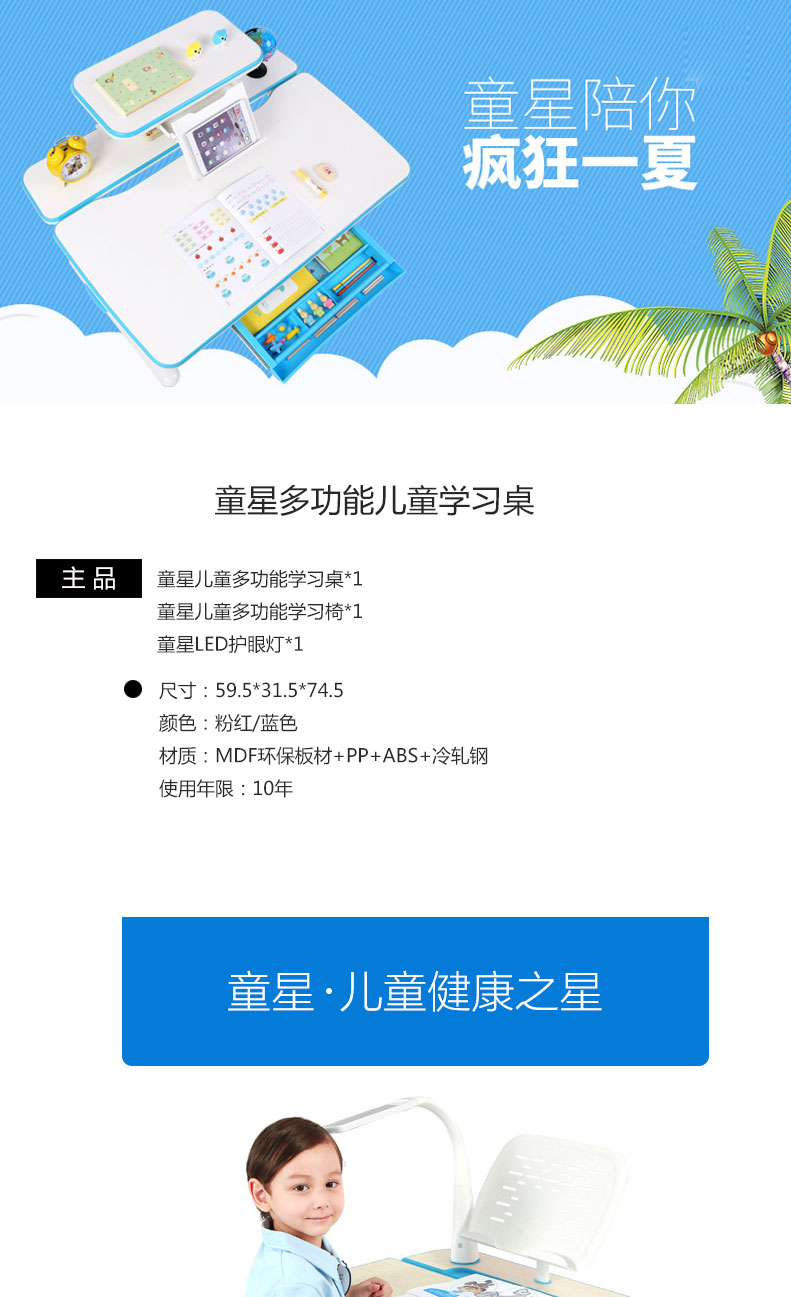 童星陪你
疯狂一夏
童星多功能儿童学习桌
主品
童星儿童多功能学习桌*1
童星儿童多功能学习椅*1
童星LED护眼灯*1
尺寸：59.5*31.5*74.5
颜色：粉红/蓝色
材质：MDF环保板材+PP+ABS+冷轧钢
使用年限：10年
童星·儿童健康之星